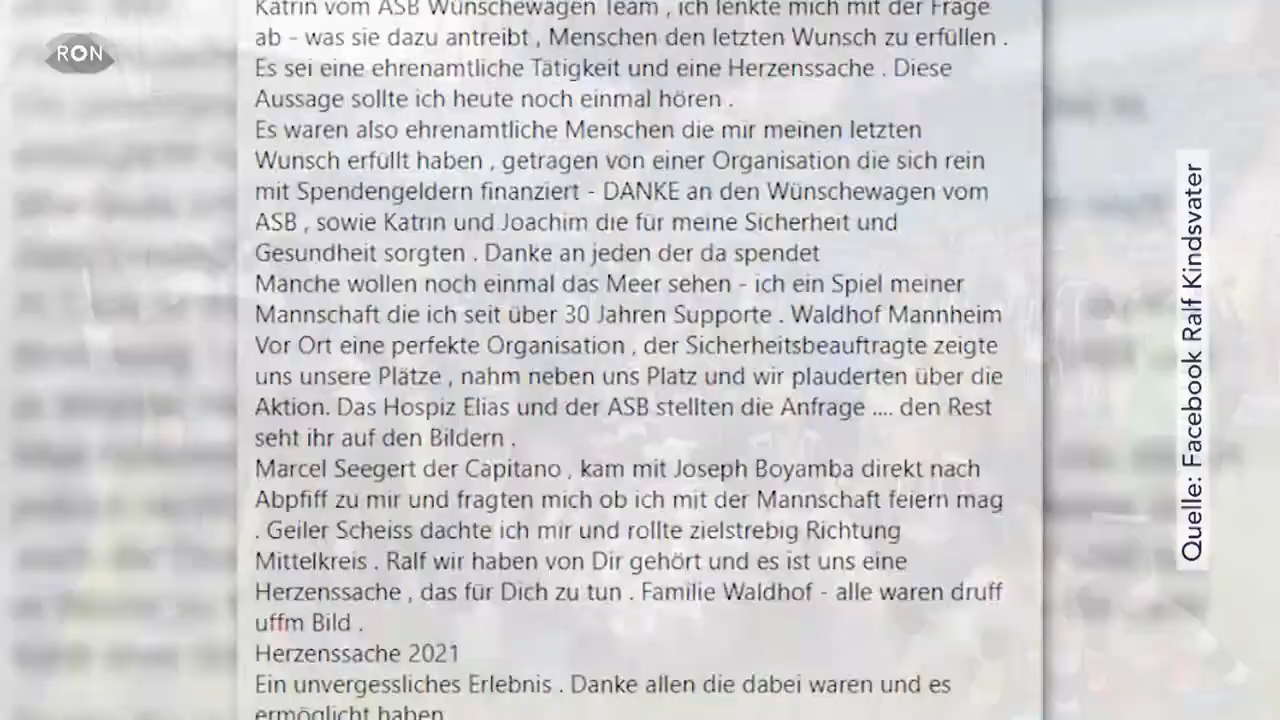 Katrin vom ASB Wünschewagen Team , ich lenkte mich mit der Frage
ab - was sie dazu antreibt , Menschen den letzten Wunsch zu erfüllen .
Es sei eine ehrenamtliche Tätigkeit und eine Herzenssache . Diese
Aussage sollte ich heute noch einmal hören .
Es waren also ehrenamtliche Menschen die mir meinen letzten
Wunsch erfüllt haben , getragen von einer Organisation die sich rein
mit Spendengeldern finanziert - DANKE an den Wünschewagen vom
ASB , sowie Katrin und Joachim die für meine Sicherheit und
Gesundheit sorgten . Danke an jeden der da spendet
Manche wollen noch einmal das Meer sehen - ich ein Spiel meiner
Mannschaft die ich seit über 30 Jahren Supporte . Waldhof Mannheim
Vor Ort eine perfekte Organisation , der Sicherheitsbeauftragte zeigte
uns unsere Plätze , nahm neben uns Platz und wir plauderten über die
Aktion. Das Hospiz Elias und der ASB stellten die Anfrage .... den Rest
seht ihr auf den Bildern .
Marcel Seegert der Capitano , kam mit Joseph Boyamba direkt nach
Abpfiff zu mir und fragten mich ob ich mit der Mannschaft feiern mag
. Geiler Scheiss dachte ich mir und rollte zielstrebig Richtung
Mittelkreis . Ralf wir haben von Dir gehört und es ist uns eine
Herzenssache , das für Dich zu tun . Familie Waldhof - alle waren druff
uffm Bild .
Herzenssache 2021
Ein unvergessliches Erlebnis . Danke allen die dabei waren und es
ermöglicht haben
RON
Quelle: Facebook Ralf Kindsvater